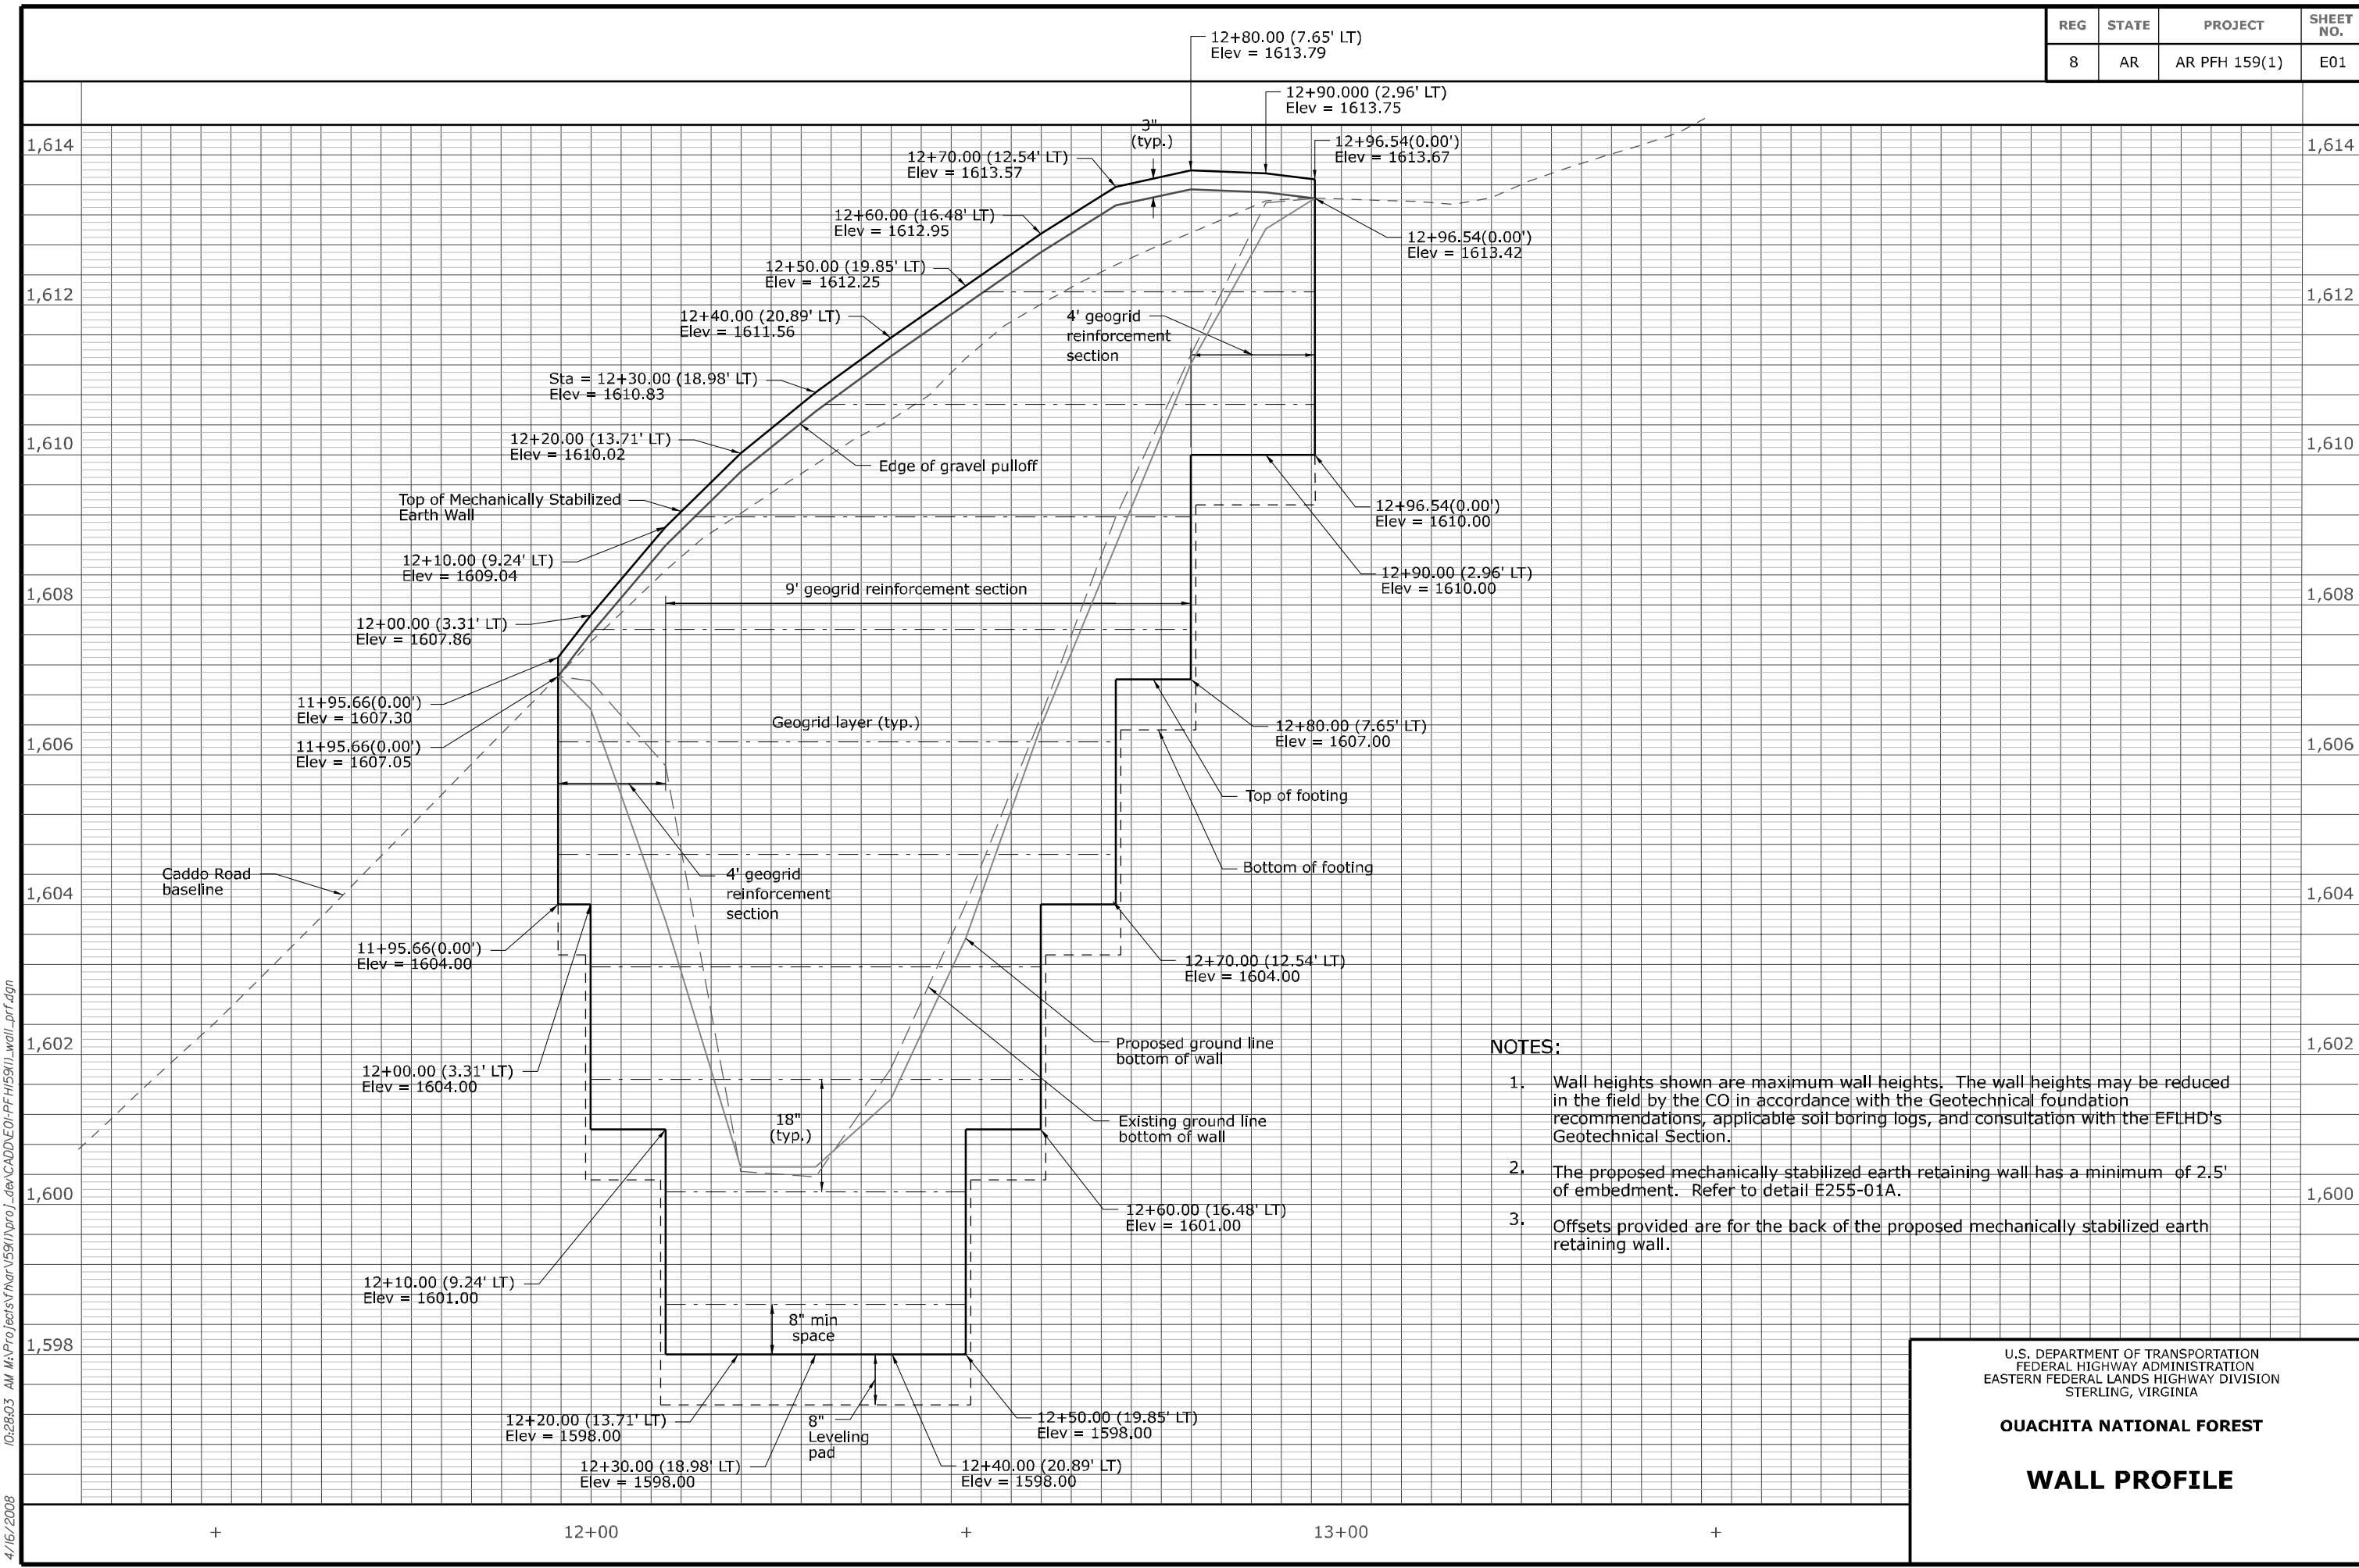 REG STATE PROJECT SHEET NO.
8 AR AR PFH 159(1) E01
12+80.00 (7.65' LT)
Elev = 1613.79
12+90.000 (2.96' LT)
Elev = 1613.75
3"
(typ.)
12+96.54(0.00')
Elev = 1613.67
12+70.00 (12.54' LT)
Elev = 1613.57
12+60.00 (16.48' LT)
Elev = 1612.95
12+96.54(0.00')
Elev = 1613.42
12+50.00 (19.85' LT)
Elev = 1612.25
12+40.00 (20.89' LT)
Elev = 1611.56
4' geogrid
reinforcement
section
Sta = 12+30.00 (18.98' LT)
Elev = 1610.83
12+20.00 (13.71' LT)
Elev = 1610.02
Edge of gravel pulloff
Top of Mechanically Stabilized
Earth Wall
12+96.54(0.00')
Elev = 1610.00
12+10.00 (9.24' LT)
Elev = 1609.04
12+90.00 (2.96' LT)
Elev = 1610.00
9' geogrid reinforcement section
12+00.00 (3.31' LT)
Elev = 1607.86
11+95.66(0.00')
Elev = 1607.30
11+95.66(0.00')
Elev = 1607.05
Geogrid layer (typ.)
12+80.00 (7.65' LT)
Elev = 1607.00
Top of footing
Bottom of footing
Caddo Road
baseline
4' geogrid
reinforcement
section
11+95.66(0.00')
Elev = 1604.00
12+70.00 (12.54' LT)
Elev = 1604.00
12+00.00 (3.31' LT)
Elev = 1604.00
Proposed ground line
bottom of wall
18"
(typ.)
Existing ground line
bottom of wall
12+60.00 (16.48' LT)
Elev = 1601.00
12+10.00 (9.24' LT)
Elev = 1601.00
8" min
space
12+20.00 (13.71' LT)
Elev = 1598.00
8"
Leveling
pad
12+50.00 (19.85' LT)
Elev = 1598.00
12+30.00 (18.98' LT)
Elev = 1598.00
12+40.00 (20.89' LT)
Elev = 1598.00
1,614 1,614
1,612 1,612
1,610 1,610
1,608 1,608
1,606 1,606
1,604 1,604
1,602 1,602
1,600 1,600
1,598
+ 12+00 + 13+00 +
NOTES:
1. Wall heights shown are maximum wall heights. The wall heights may be reduced
in the field by the CO in accordance with the Geotechnical foundation
recommendations, applicable soil boring logs, and consultation with the EFLHD's
Geotechnical Section.
2. The proposed mechanically stabilized earth retaining wall has a minimum of 2.5'
of embedment. Refer to detail E255-01A.
3. Offsets provided are for the back of the proposed mechanically stabilized earth
retaining wall.
U.S. DEPARTMENT OF TRANSPORTATION
FEDERAL HIGHWAY ADMINISTRATION
EASTERN FEDERAL LANDS HIGHWAY DIVISION
STERLING, VIRGINIA
OUACHITA NATIONAL FOREST
WALL PROFILE
4/16/2008 10:28:03 AM